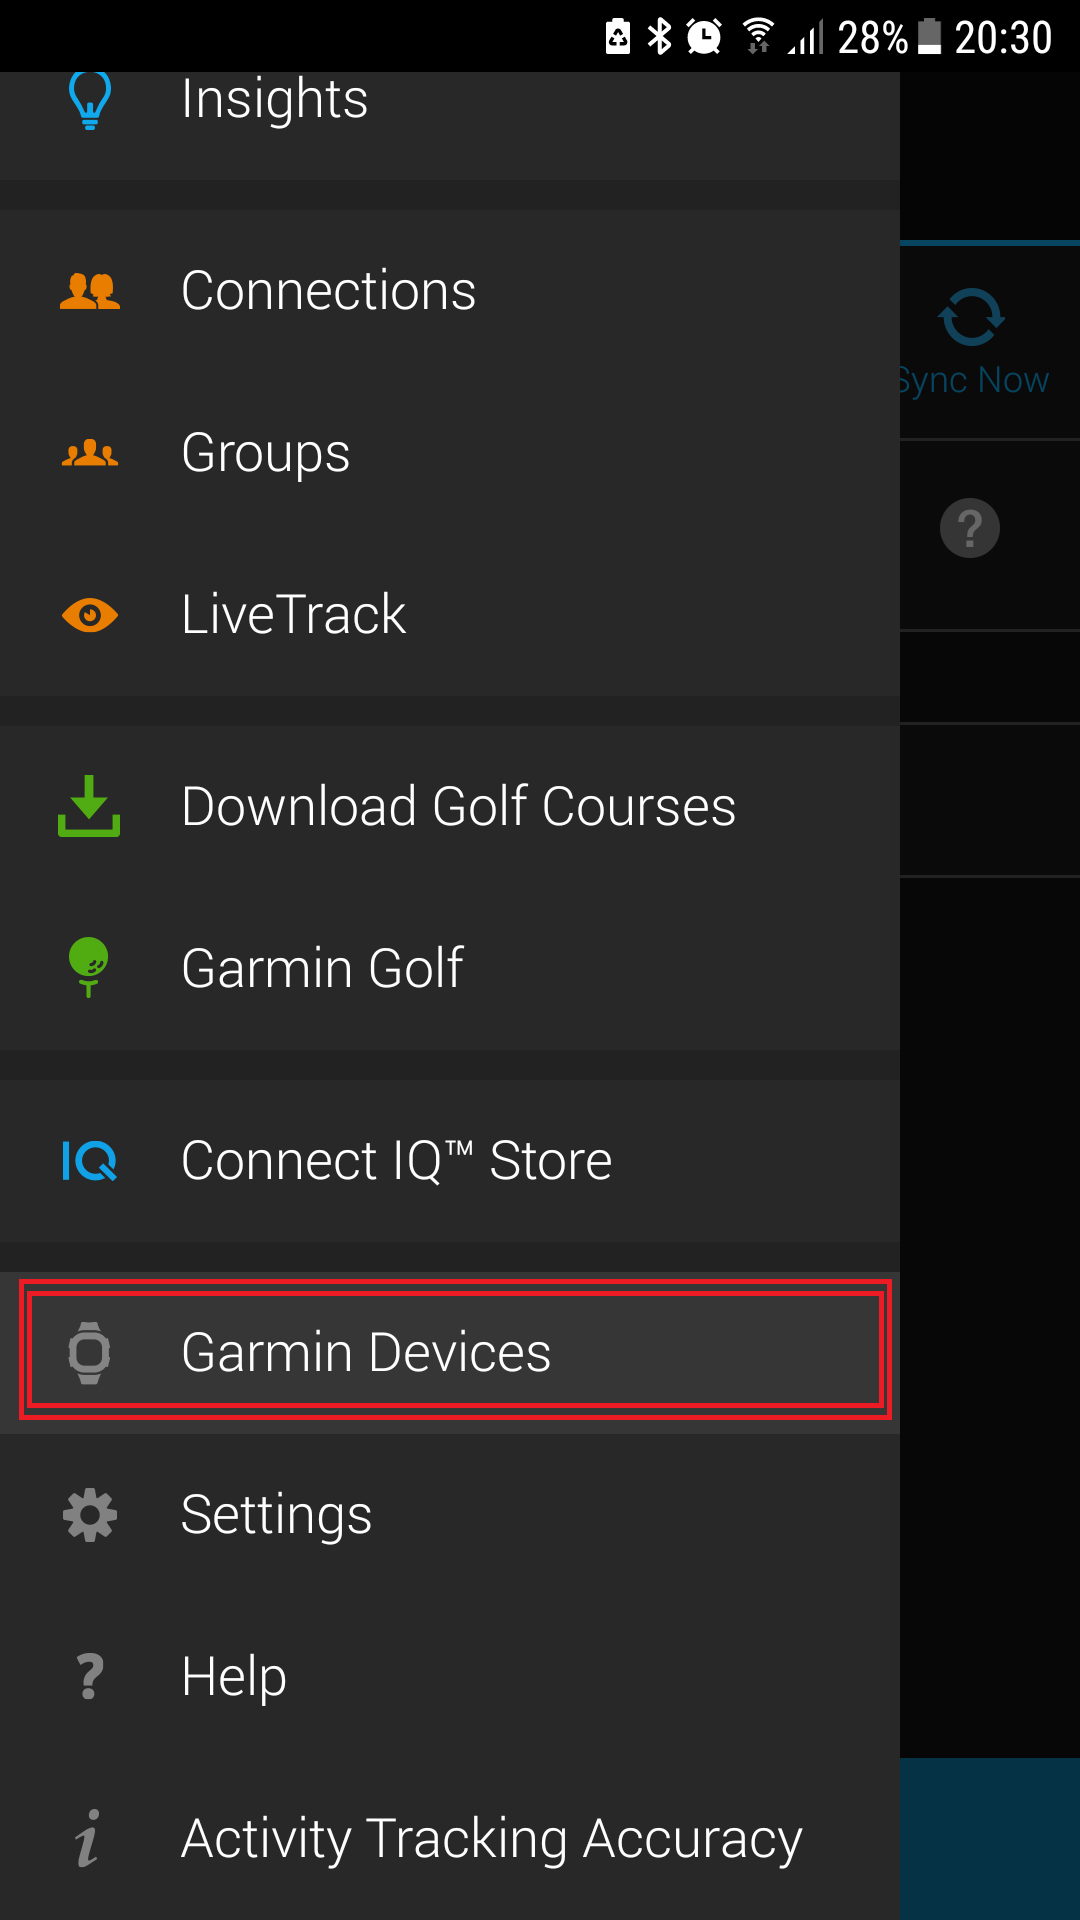 28% 20:30
Insights
Connections
Sync Now
Groups
?
LiveTrack
Download Golf Courses
Garmin Golf
IQ Connect IQ™ Store
Garmin Devices
Settings
? Help
i Activity Tracking Accuracy